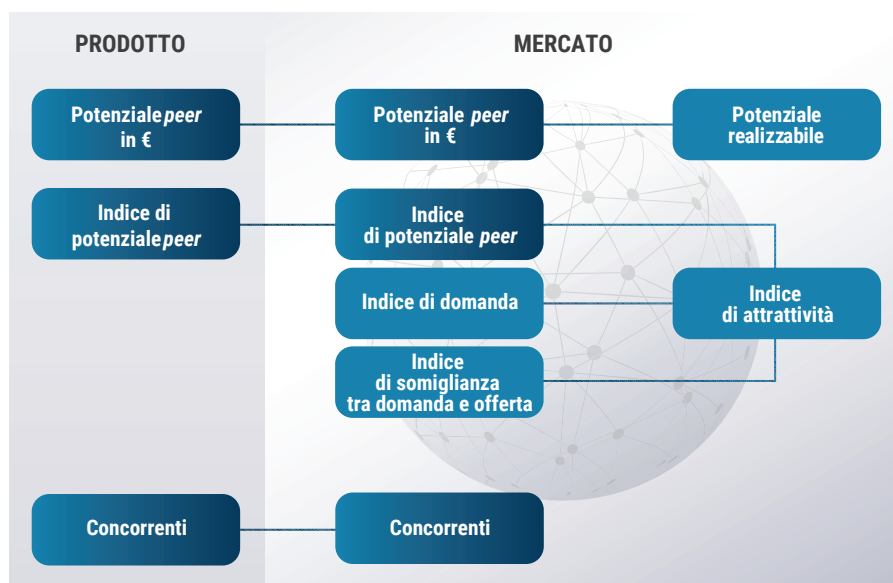 PRODOTTO
MERCATO
Potenziale peer
in €
Potenziale peer
in €
Potenziale
realizzabile
Indice di
potenziale peer
Indice
di potenziale peer
Indice di domanda
Indice
di attrattività
Indice
di somiglianza
tra domanda e offerta
Concorrenti
Concorrenti